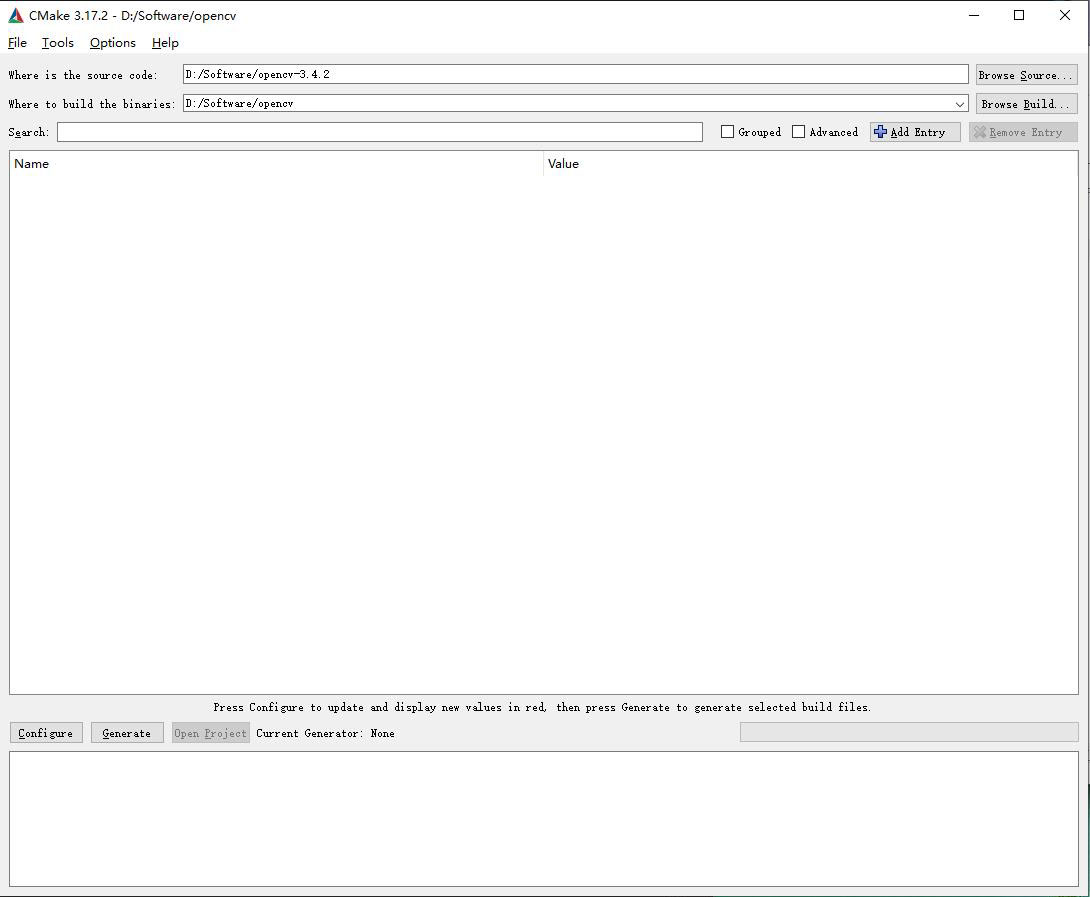 CMake 3.17.2 - D:/Software/opencv
File Tools Options Help
Where is the source code: D:/Software/opencv-3.4.2 Browse Source...
Where to build the binaries: D:/Software/opencv Browse Build...
Search: Grouped Advanced Add Entry Remove Entry
Name Value
Press Configure to update and display new values in red, then press Generate to generate selected build files.
Configure Generate Open Project Current Generator: None